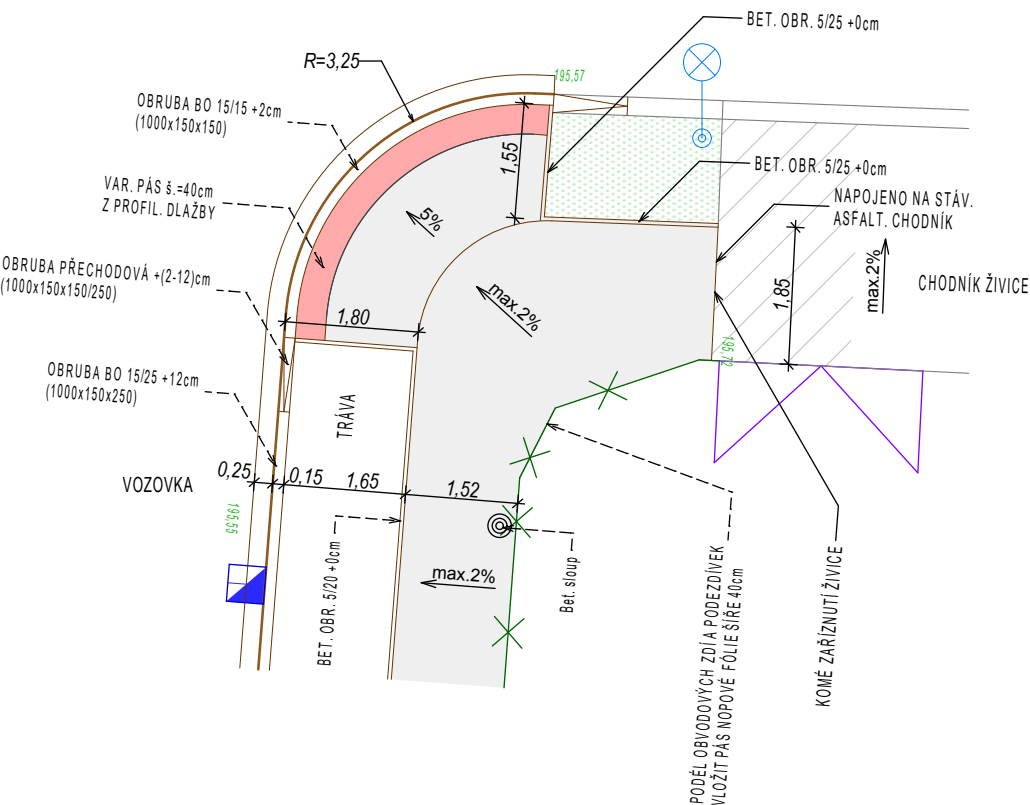 BET. OBR. 5/25 +0cm
R=3,25
195,57
OBRUBA BO 15/15 +2cm
(1000x150x150)
1,55
BET. OBR. 5/25 +0cm
VAR. PÁS š.=40cm
Z PROFIL. DLAŽBY
NAPOJENO NA STÁV.
ASFALT. CHODNÍK
5%
OBRUBA PŘECHODOVÁ +(2-12)cm
(1000x150x150/250)
max.2%
1,85
max.2%
CHODNÍK ŽIVICE
1,80
195,72
OBRUBA BO 15/25 +12cm
(1000x150x250)
TRÁVA
VOZOVKA
0,25
0,15
1,65
1,52
195,55
BET. OBR. 5/20 +0cm
max.2%
Bet. sloup
PODÉL OBVODOVÝCH ZDÍ A PODEZDÍVEK
VLOŽIT PÁS NOPOVÉ FÓLIE ŠÍŘE 40cm
KOMÉ ZAŘÍZNUTÍ ŽIVICE